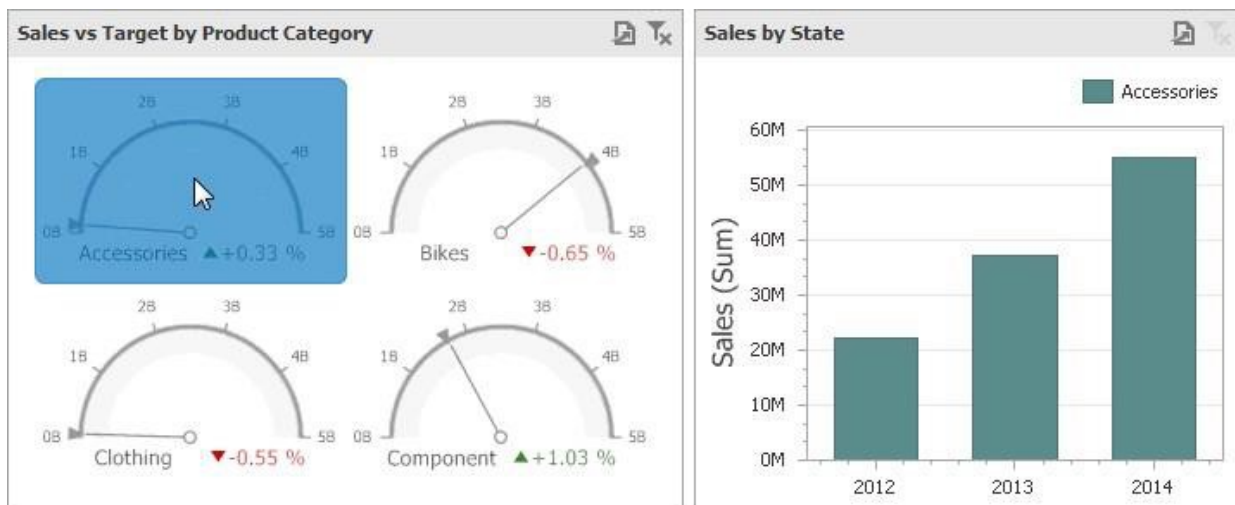 Sales vs Target by Product Category
2B 3B
1B 4B
0B 5B
Accessories ▲+0.33 %
2B 3B
1B 4B
0B 5B
Bikes ▼-0.65 %
2B 3B
1B 4B
0B 5B
Clothing ▼-0.55 %
2B 3B
1B 4B
0B 5B
Component ▲+1.03 %
Sales by State
Accessories
60M
50M
40M
30M
20M
10M
0M
Sales (Sum)
2012 2013 2014